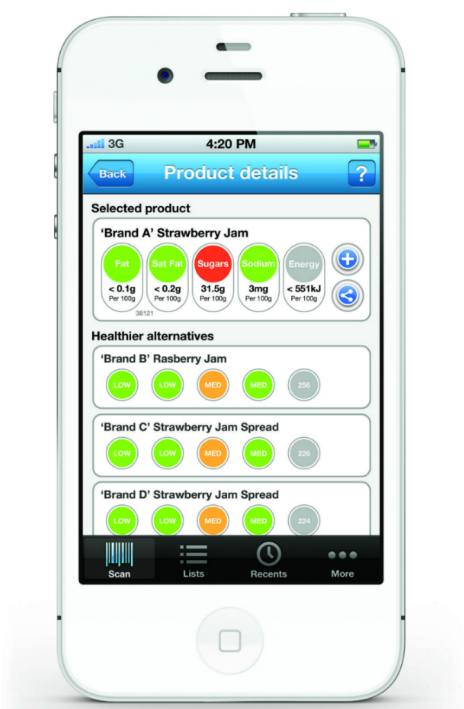 3G 4:20 PM
Back Product details ?
Selected product
'Brand A' Strawberry Jam
Fat Sat Fat Sugars Sodium Energy
< 0.1g < 0.2g 31.5g 3mg < 551kJ
Per 100g Per 100g Per 100g Per 100g Per 100g
38121
Healthier alternatives
'Brand B' Rasberry Jam
LOW LOW MED MED 256
'Brand C' Strawberry Jam Spread
LOW LOW MED MED 226
'Brand D' Strawberry Jam Spread
LOW LOW MED MED 224
Scan Lists Recents More